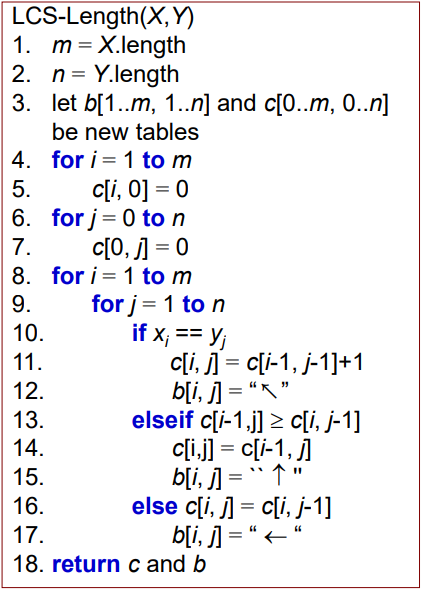 LCS-Length(X,Y)
1. m = X.length
2. n = Y.length
3. let b[1..m, 1..n] and c[0..m, 0..n]
be new tables
4. for i = 1 to m
5. c[i, 0] = 0
6. for j = 0 to n
7. c[0, j] = 0
8. for i = 1 to m
9. for j = 1 to n
10. if xᵢ == yⱼ
11. c[i, j] = c[i-1, j-1]+1
12. b[i, j] = “↖”
13. elseif c[i-1,j] ≥ c[i, j-1]
14. c[i,j] = c[i-1, j]
15. b[i, j] = `` ↑ "
16. else c[i, j] = c[i, j-1]
17. b[i, j] = “ ← “
18. return c and b